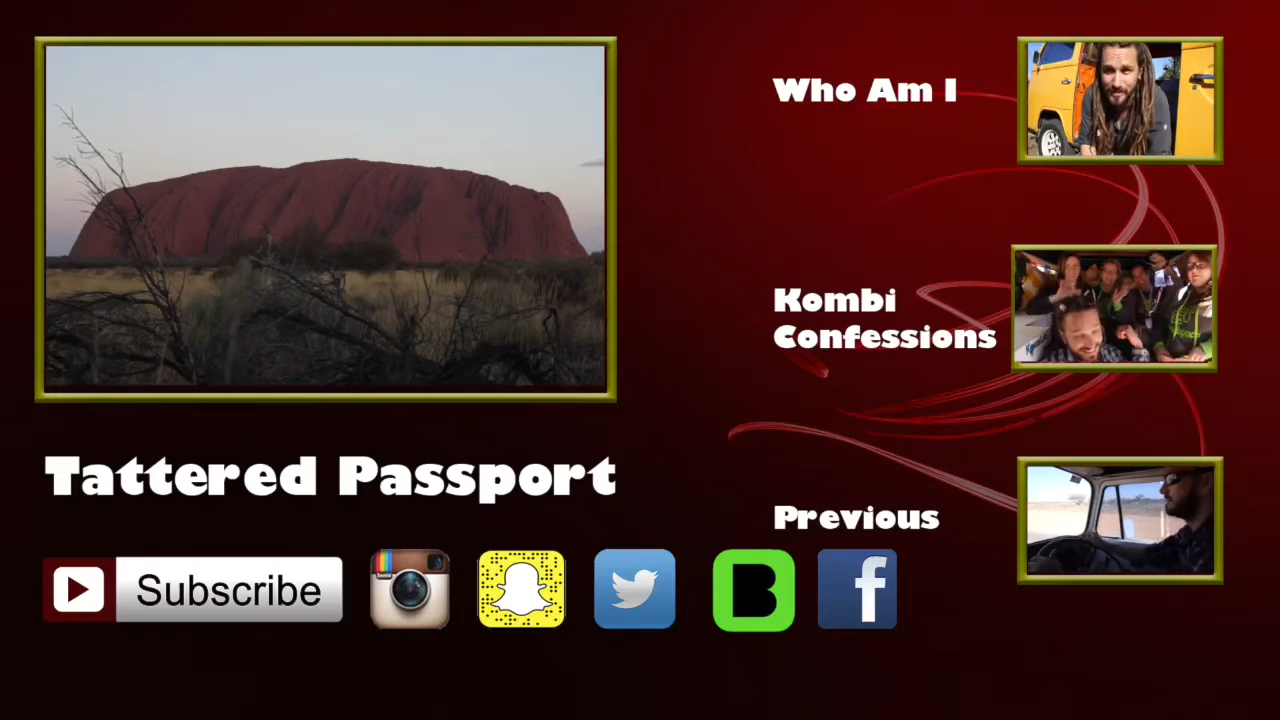 Who Am I
Kombi
Confessions
Tattered Passport
Previous
Subscribe